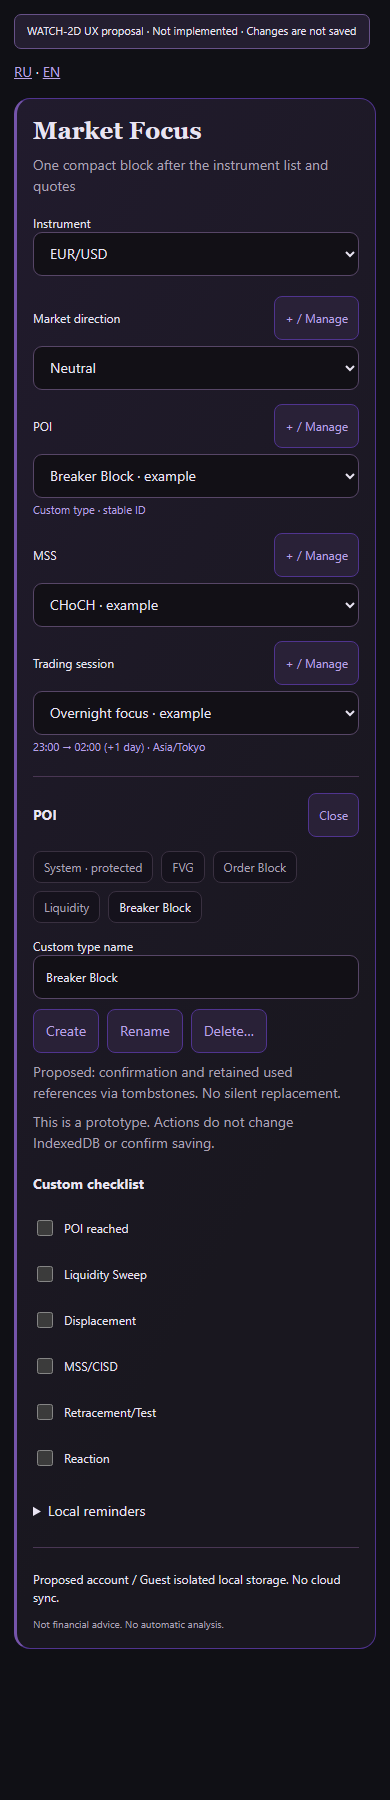 WATCH-2D UX proposal · Not implemented · Changes are not saved
RU · EN
Market Focus
One compact block after the instrument list and
quotes
Instrument
EUR/USD
Market direction
+ / Manage
Neutral
POI
+ / Manage
Breaker Block · example
Custom type · stable ID
MSS
+ / Manage
CHoCH · example
Trading session
+ / Manage
Overnight focus · example
23:00 → 02:00 (+1 day) · Asia/Tokyo
POI
Close
System · protected
FVG
Order Block
Liquidity
Breaker Block
Custom type name
Breaker Block
Create
Rename
Delete...
Proposed: confirmation and retained used
references via tombstones. No silent replacement.
This is a prototype. Actions do not change
IndexedDB or confirm saving.
Custom checklist
POI reached
Liquidity Sweep
Displacement
MSS/CISD
Retracement/Test
Reaction
Local reminders
Proposed account / Guest isolated local storage. No cloud
sync.
Not financial advice. No automatic analysis.